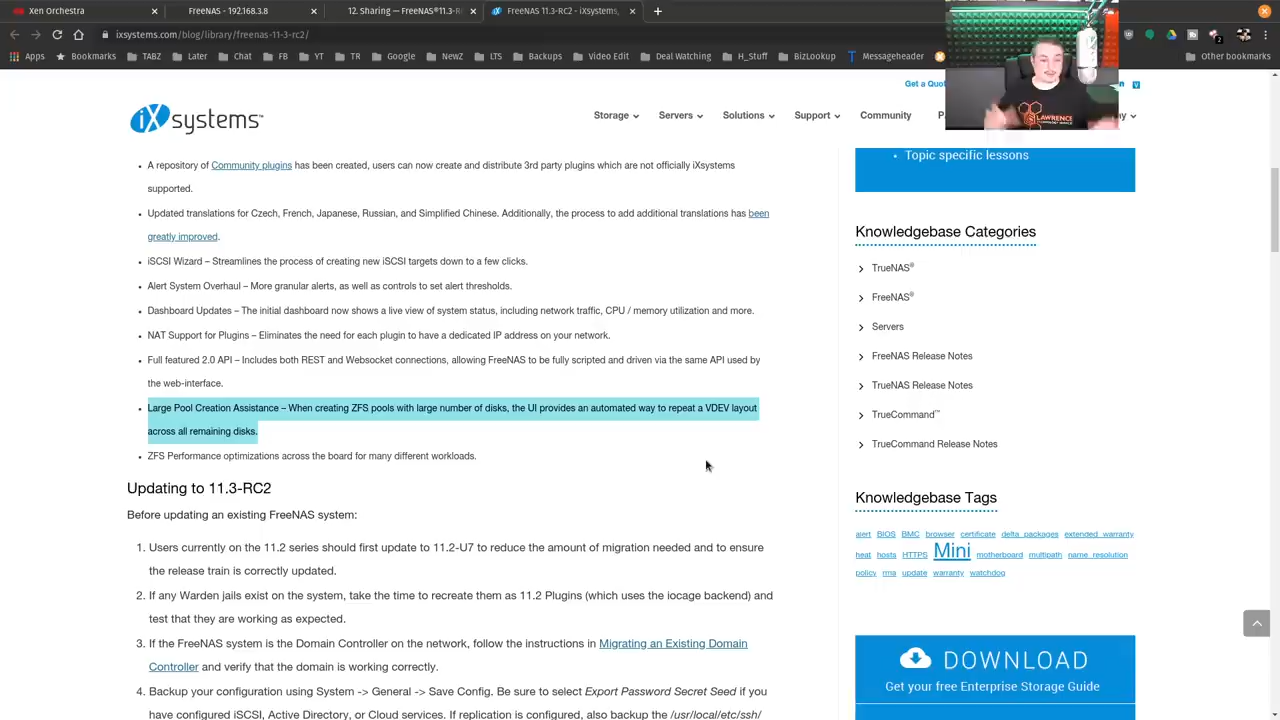 Xen Orchestra
FreeNAS - 192.168.3.8
Sharing – FreeNAS®11.3-
FreeNAS 11.3-RC2 - iXsystems,
ixsystems.com/blog/library/freenas-11-3-rc2/
Apps
Bookmarks
TAB2
Later
FB
YT
NewZ
LTS
Backup
Video Edit
Deal Watching
H_Stuff
BizLookup
Messageheader
Other bookmarks
Get a Quot
iXsystems™
Storage
Servers
Solutions
Support
Community
LAWRENCE
Topic specific lessons
• A repository of Community plugins has been created, users can now create and distribute 3rd party plugins which are not officially iXsystems
supported.
• Updated translations for Czech, French, Japanese, Russian, and Simplified Chinese. Additionally, the process to add additional translations has been
greatly improved.
• iSCSI Wizard – Streamlines the process of creating new iSCSI targets down to a few clicks.
• Alert System Overhaul – More granular alerts, as well as controls to set alert thresholds.
• Dashboard Updates – The initial dashboard now shows a live view of system status, including network traffic, CPU / memory utilization and more.
• NAT Support for Plugins – Eliminates the need for each plugin to have a dedicated IP address on your network.
• Full featured 2.0 API – Includes both REST and Websocket connections, allowing FreeNAS to be fully scripted and driven via the same API used by
the web-interface.
• Large Pool Creation Assistance – When creating ZFS pools with large number of disks, the UI provides an automated way to repeat a VDEV layout
across all remaining disks.
• ZFS Performance optimizations across the board for many different workloads.
Updating to 11.3-RC2
Before updating an existing FreeNAS system:
1. Users currently on the 11.2 series should first update to 11.2-U7 to reduce the amount of migration needed and to ensure
the release train is correctly updated.
2. If any Warden jails exist on the system, take the time to recreate them as 11.2 Plugins (which uses the iocage backend) and
test that they are working as expected.
3. If the FreeNAS system is the Domain Controller on the network, follow the instructions in Migrating an Existing Domain
Controller and verify that the domain is working correctly.
4. Backup your configuration using System -> General -> Save Config. Be sure to select Export Password Secret Seed if you
have configured iSCSI, Active Directory, or Cloud services. If replication is configured, also backup the /usr/local/etc/ssh/
Knowledgebase Categories
TrueNAS®
FreeNAS®
Servers
FreeNAS Release Notes
TrueNAS Release Notes
TrueCommand™
TrueCommand Release Notes
Knowledgebase Tags
alert BIOS BMC browser certificate delta packages extended warranty
heat hosts HTTPS Mini motherboard multipath name resolution
policy rma update warranty watchdog
DOWNLOAD
Get your free Enterprise Storage Guide